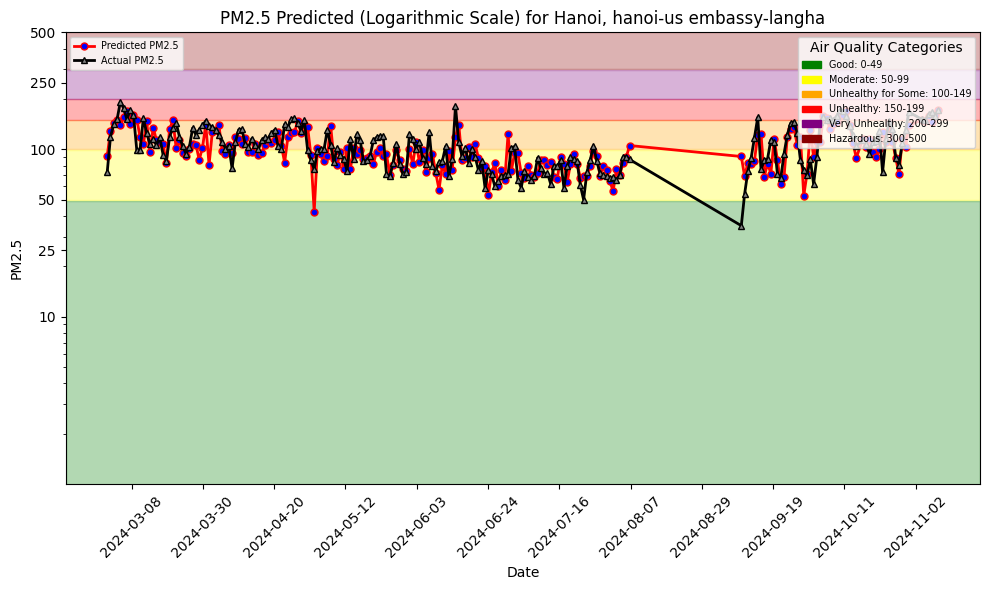 PM2.5 Predicted (Logarithmic Scale) for Hanoi, hanoi-us embassy-langha
Predicted PM2.5
Actual PM2.5
Air Quality Categories
Good: 0-49
Moderate: 50-99
Unhealthy for Some: 100-149
Unhealthy: 150-199
Very Unhealthy: 200-299
Hazardous: 300-500
PM2.5
500
250
100
50
25
10
2024-03-08
2024-03-30
2024-04-20
2024-05-12
2024-06-03
2024-06-24
2024-07-16
2024-08-07
2024-08-29
2024-09-19
2024-10-11
2024-11-02
Date